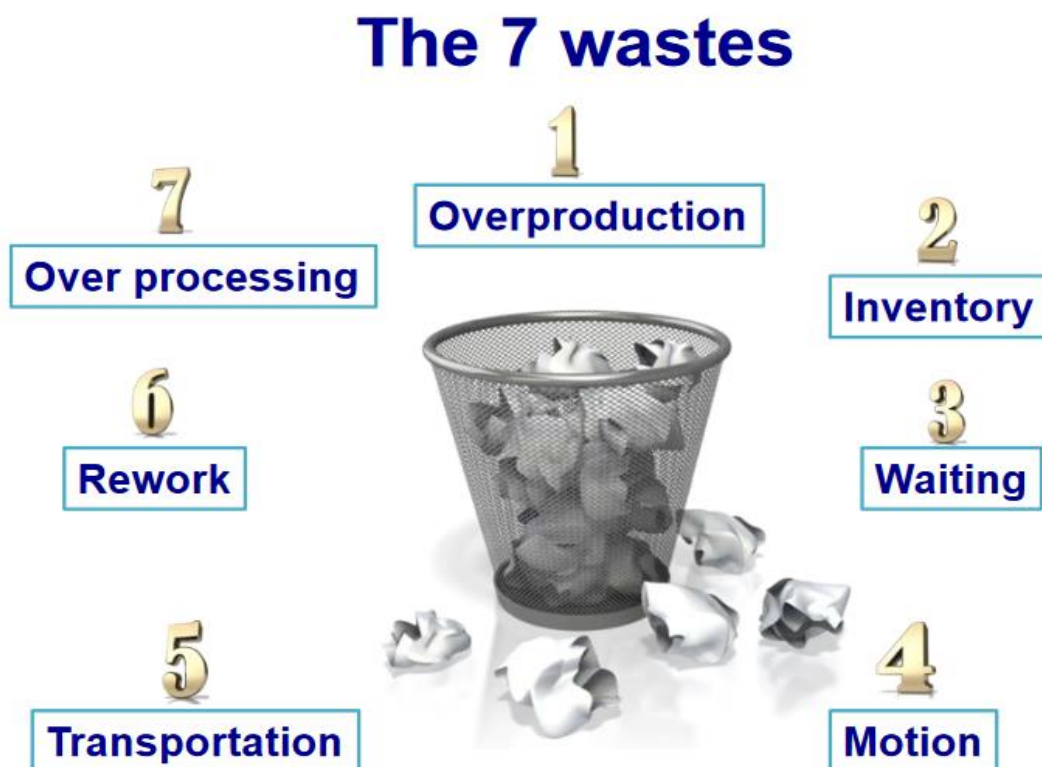 The 7 wastes
1
Overproduction
2
Inventory
3
Waiting
4
Motion
5
Transportation
6
Rework
7
Over processing